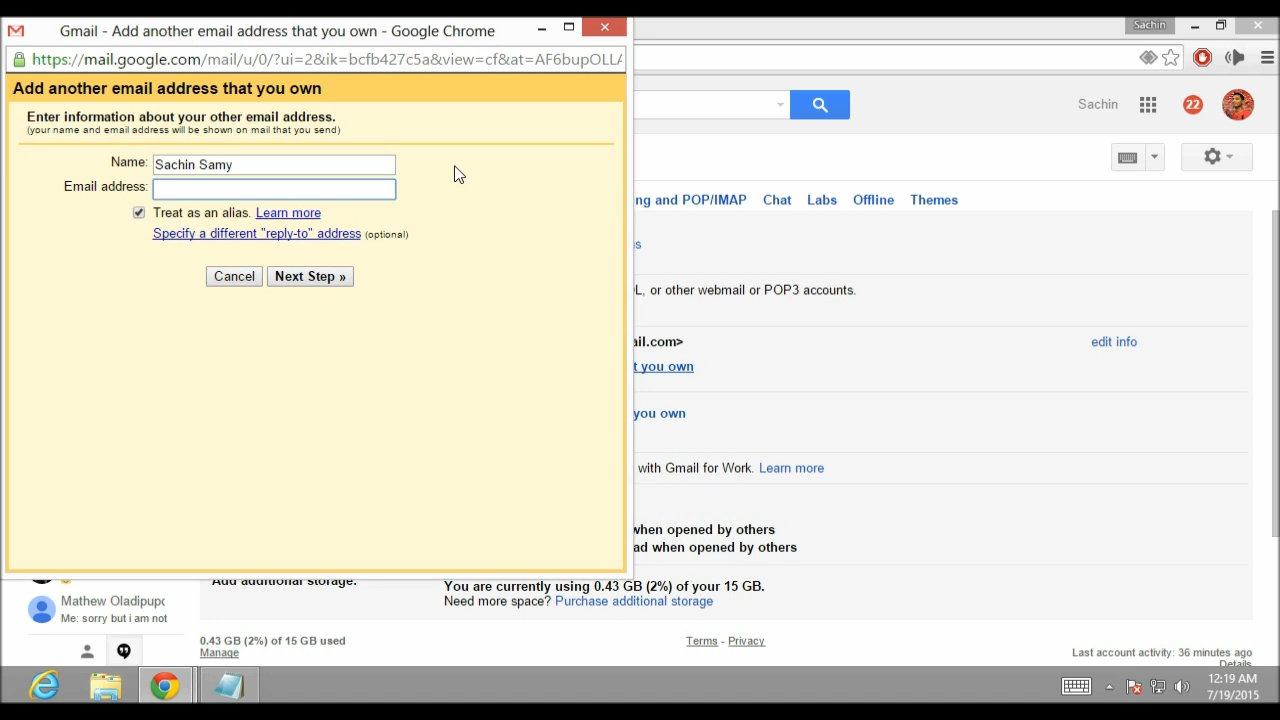 Gmail - Add another email address that you own - Google Chrome
https://mail.google.com/mail/u/0/?ui=2&ik=bcfb427c5a&view=cf&at=AF6bupOLLA
Add another email address that you own
Enter information about your other email address.
(your name and email address will be shown on mail that you send)
Name: Sachin Samy
Email address:
Treat as an alias. Learn more
Specify a different "reply-to" address (optional)
Cancel Next Step »
Sachin
Sachin 22
ng and POP/IMAP Chat Labs Offline Themes
s
L, or other webmail or POP3 accounts.
ail.com> edit info
t you own
you own
with Gmail for Work. Learn more
when opened by others
ad when opened by others
Add additional storage: You are currently using 0.43 GB (2%) of your 15 GB.
Need more space? Purchase additional storage
Mathew Oladipupo
Me: sorry but i am not
0.43 GB (2%) of 15 GB used
Manage
Terms - Privacy
Last account activity: 36 minutes ago
Details
12:19 AM
7/19/2015